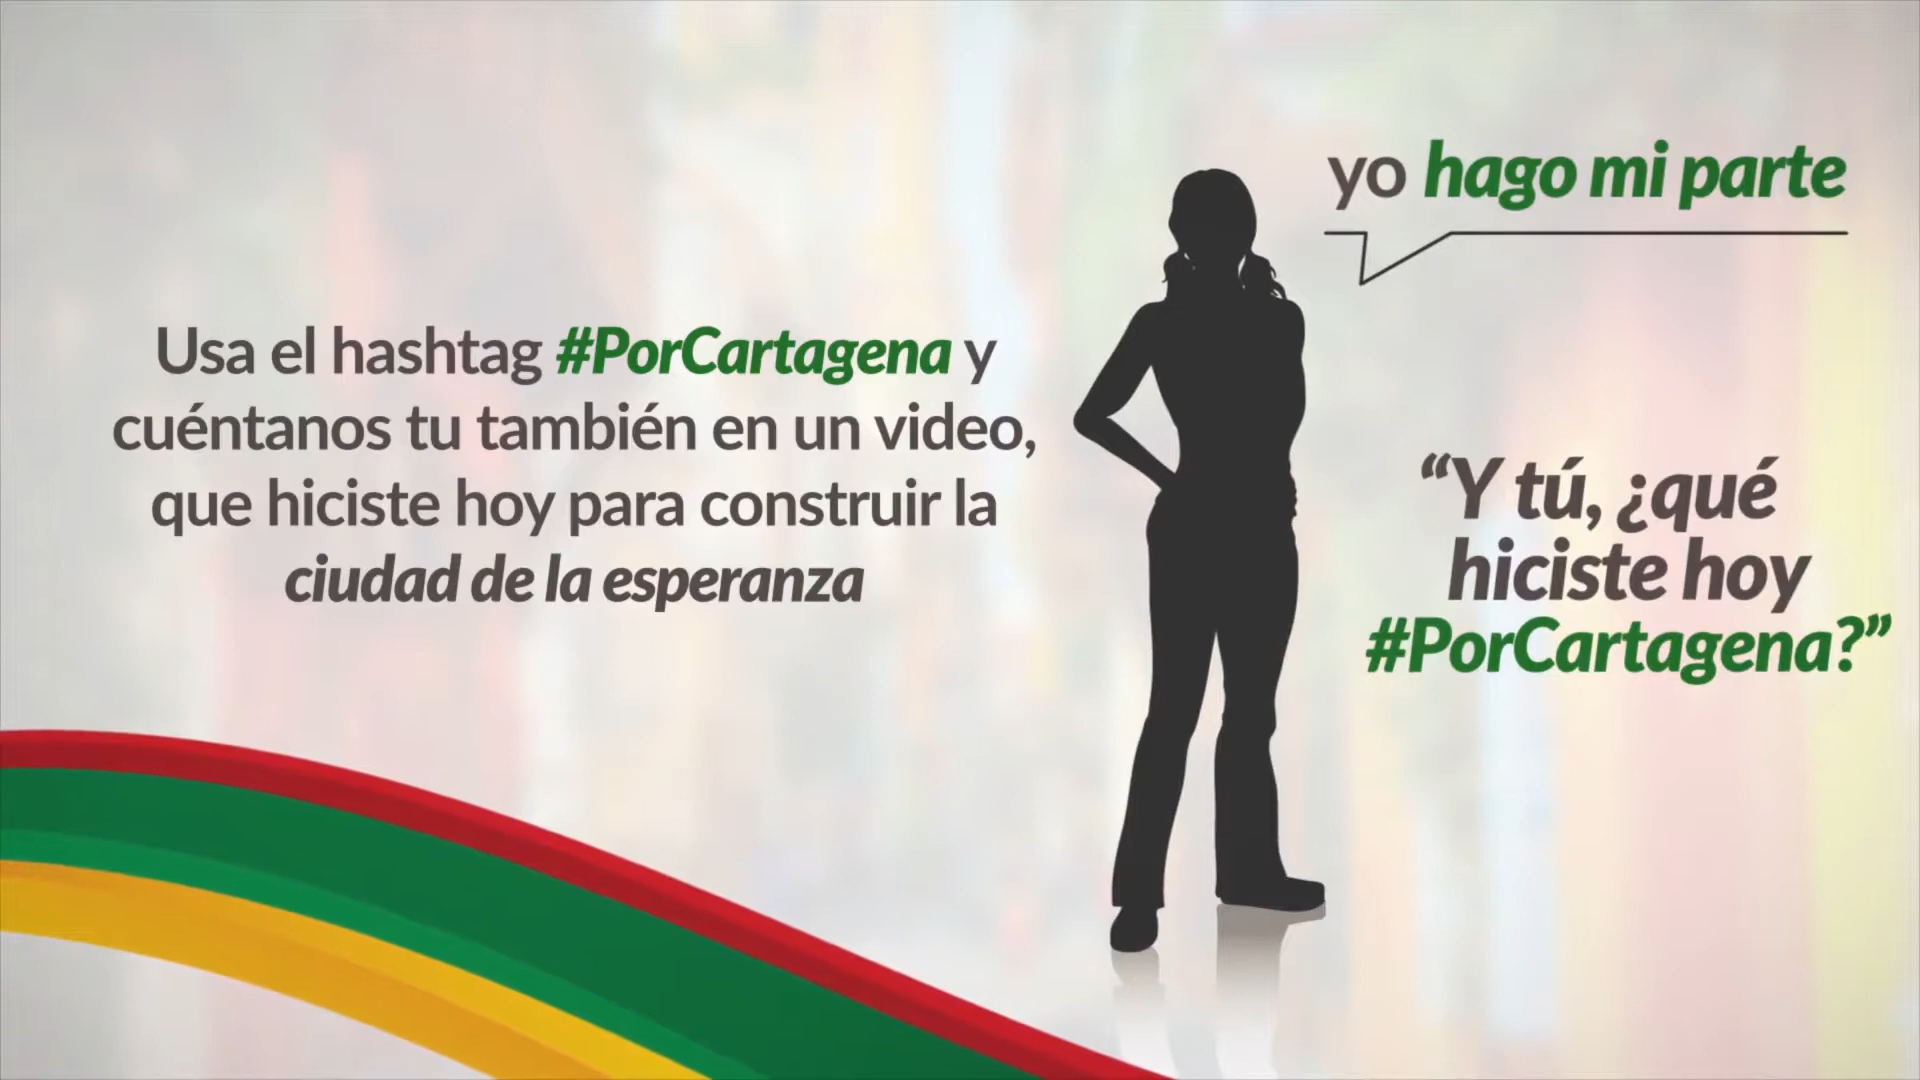 Usa el hashtag #PorCartagena y
cuéntanos tu también en un video,
que hiciste hoy para construir la
ciudad de la esperanza
yo hago mi parte
“Y tú, ¿qué
hiciste hoy
#PorCartagena?”